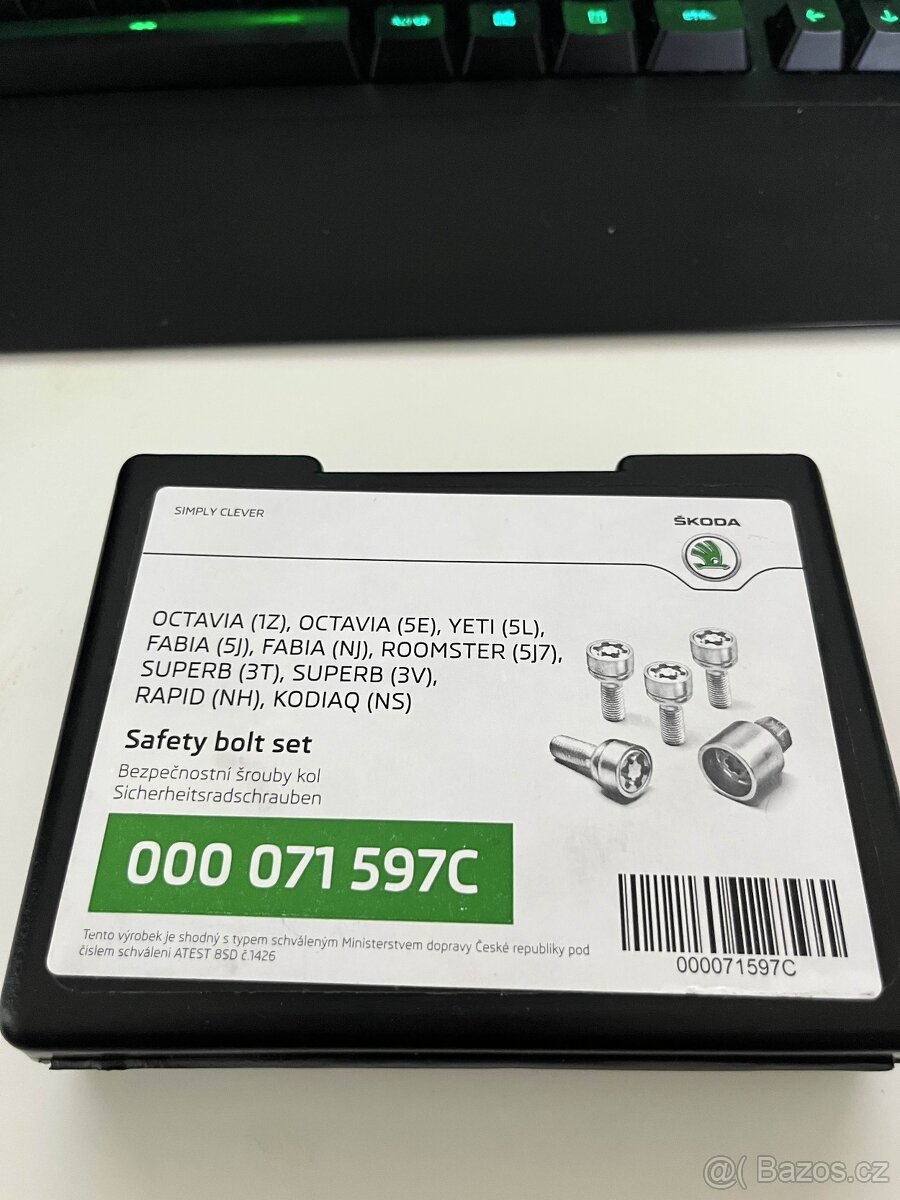 SIMPLY CLEVER
ŠKODA
OCTAVIA (1Z), OCTAVIA (5E), YETI (5L),
FABIA (5J), FABIA (NJ), ROOMSTER (5J7),
SUPERB (3T), SUPERB (3V),
RAPID (NH), KODIAQ (NS)
Safety bolt set
Bezpečnostní šrouby kol
Sicherheitsradschrauben
000 071 597C
Tento výrobek je shodný s typem schváleným Ministerstvem dopravy České republiky pod
číslem schválení ATEST 8SD č.1426
000071597C
@( Bazos.cz